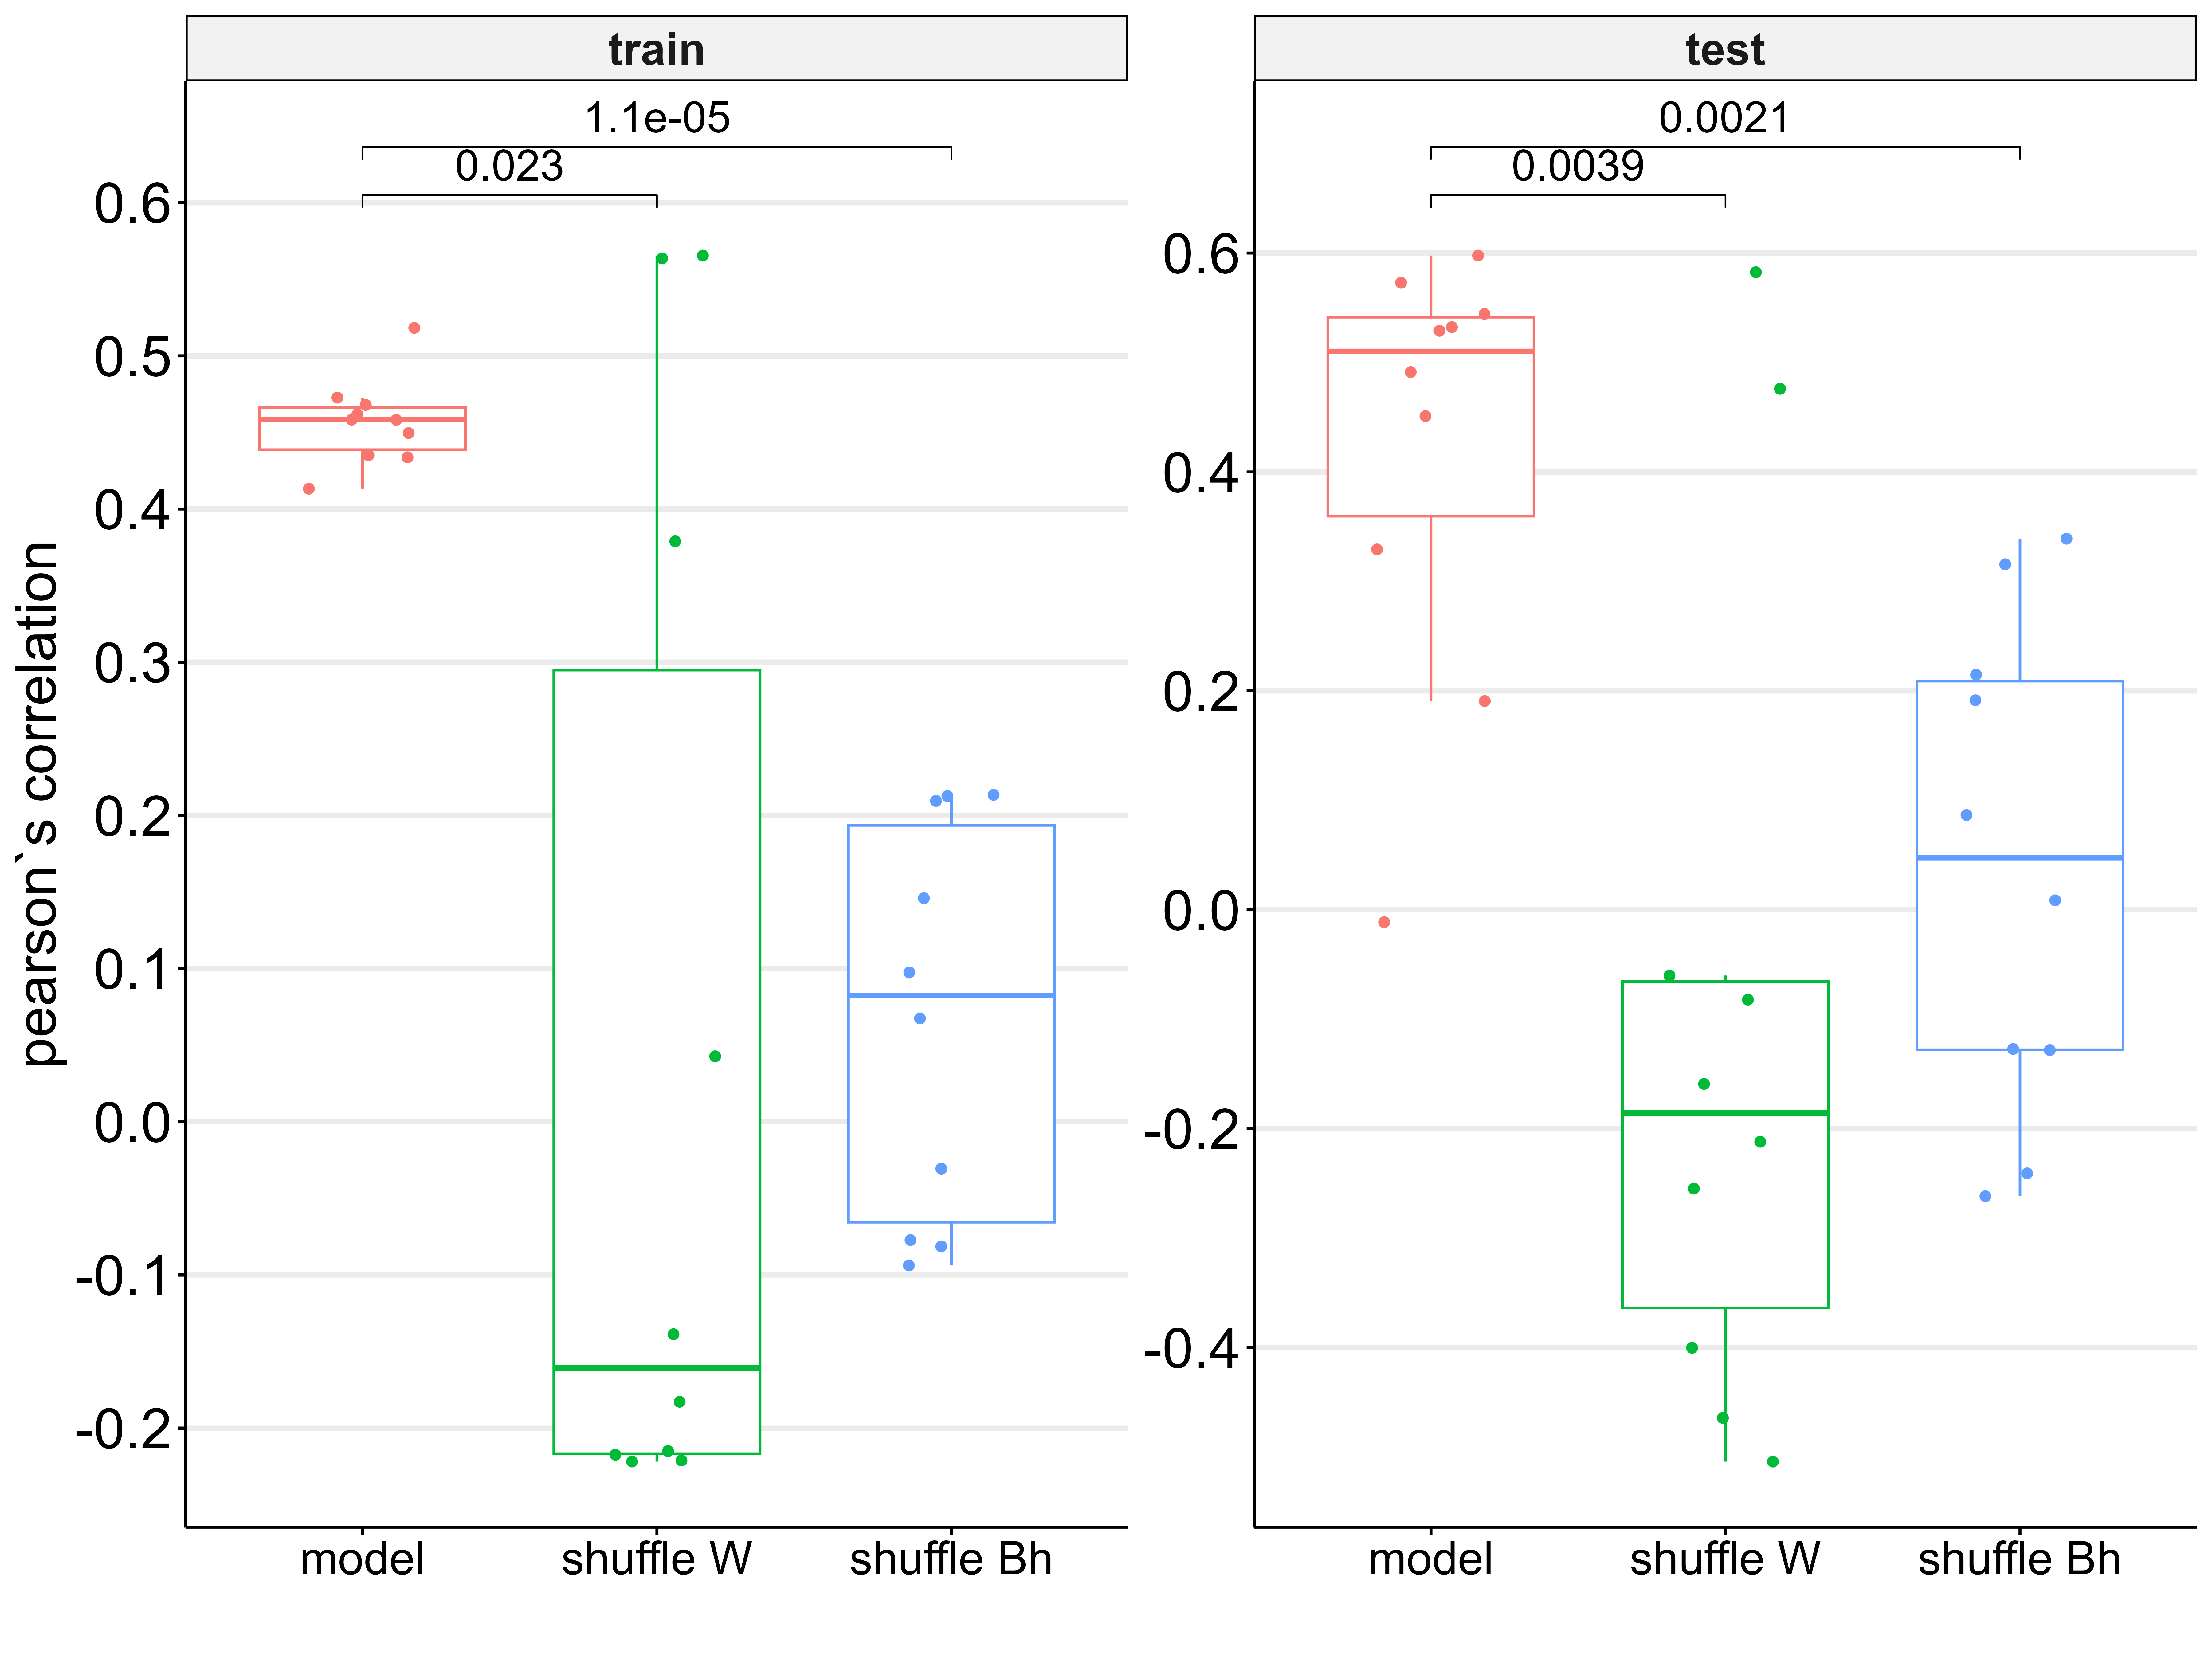 train
1.1e-05
0.023
0.6
0.5
0.4
0.3
0.2
0.1
0.0
-0.1
-0.2
pearson`s correlation
model
shuffle W
shuffle Bh
test
0.0021
0.0039
0.6
0.4
0.2
0.0
-0.2
-0.4
model
shuffle W
shuffle Bh